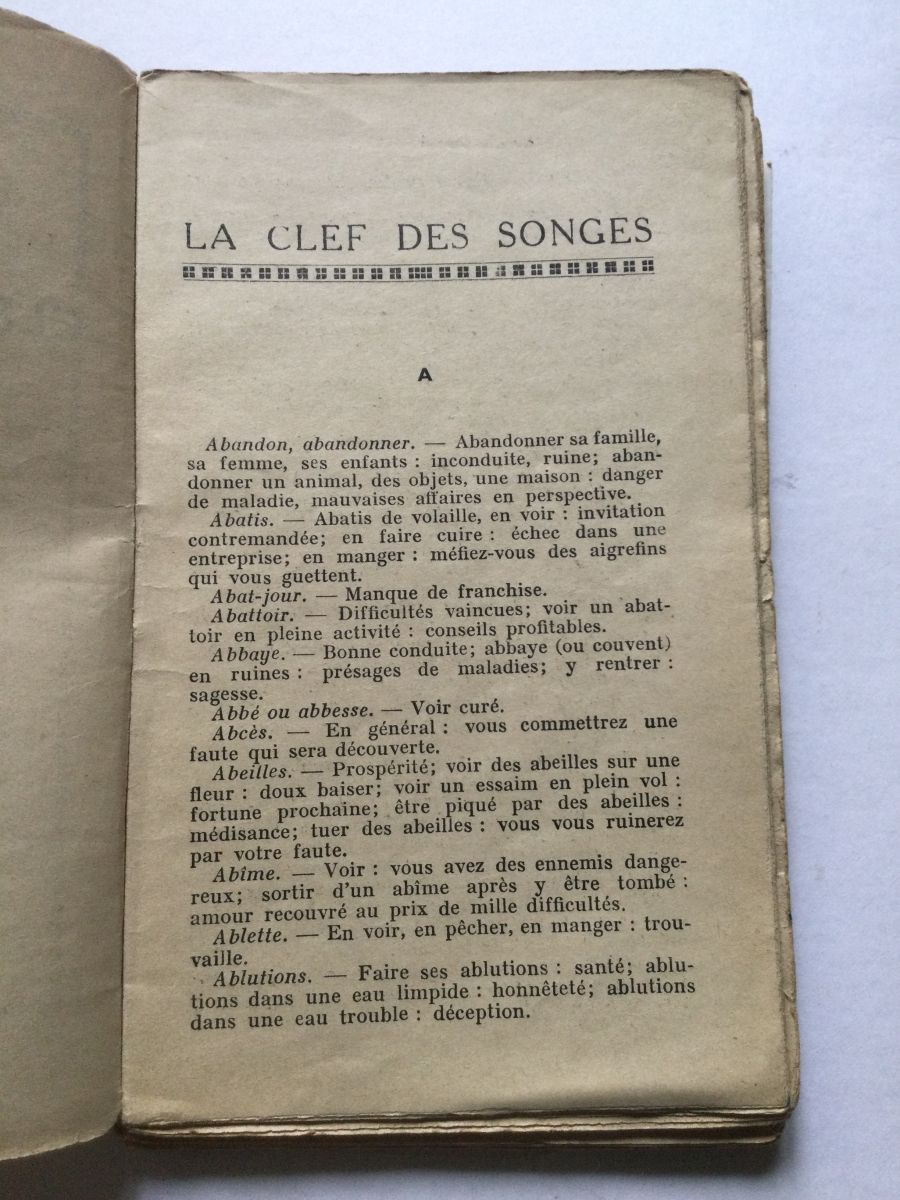 LA CLEF DES SONGES
A
Abandon, abandonner. — Abandonner sa famille,
sa femme, ses enfants : inconduite, ruine; aban-
donner un animal, des objets, une maison : danger
de maladie, mauvaises affaires en perspective.
Abatis. — Abatis de volaille, en voir : invitation
contremandée; en faire cuire : échec dans une
entreprise; en manger : méfiez-vous des aigrefins
qui vous guettent.
Abat-jour. — Manque de franchise.
Abattoir. — Difficultés vaincues; voir un abat-
toir en pleine activité : conseils profitables.
Abbaye. — Bonne conduite; abbaye (ou couvent)
en ruines : présages de maladies; y rentrer :
sagesse.
Abbé ou abbesse. — Voir curé.
Abcès. — En général : vous commettrez une
faute qui sera découverte.
Abeilles. — Prospérité; voir des abeilles sur une
fleur : doux baiser; voir un essaim en plein vol :
fortune prochaine; être piqué par des abeilles :
médisance; tuer des abeilles : vous vous ruinerez
par votre faute.
Abîme. — Voir : vous avez des ennemis dange-
reux; sortir d'un abîme après y être tombé :
amour recouvré au prix de mille difficultés.
Ablette. — En voir, en pêcher, en manger : trou-
vaille.
Ablutions. — Faire ses ablutions : santé; ablu-
tions dans une eau limpide : honnêteté; ablutions
dans une eau trouble : déception.